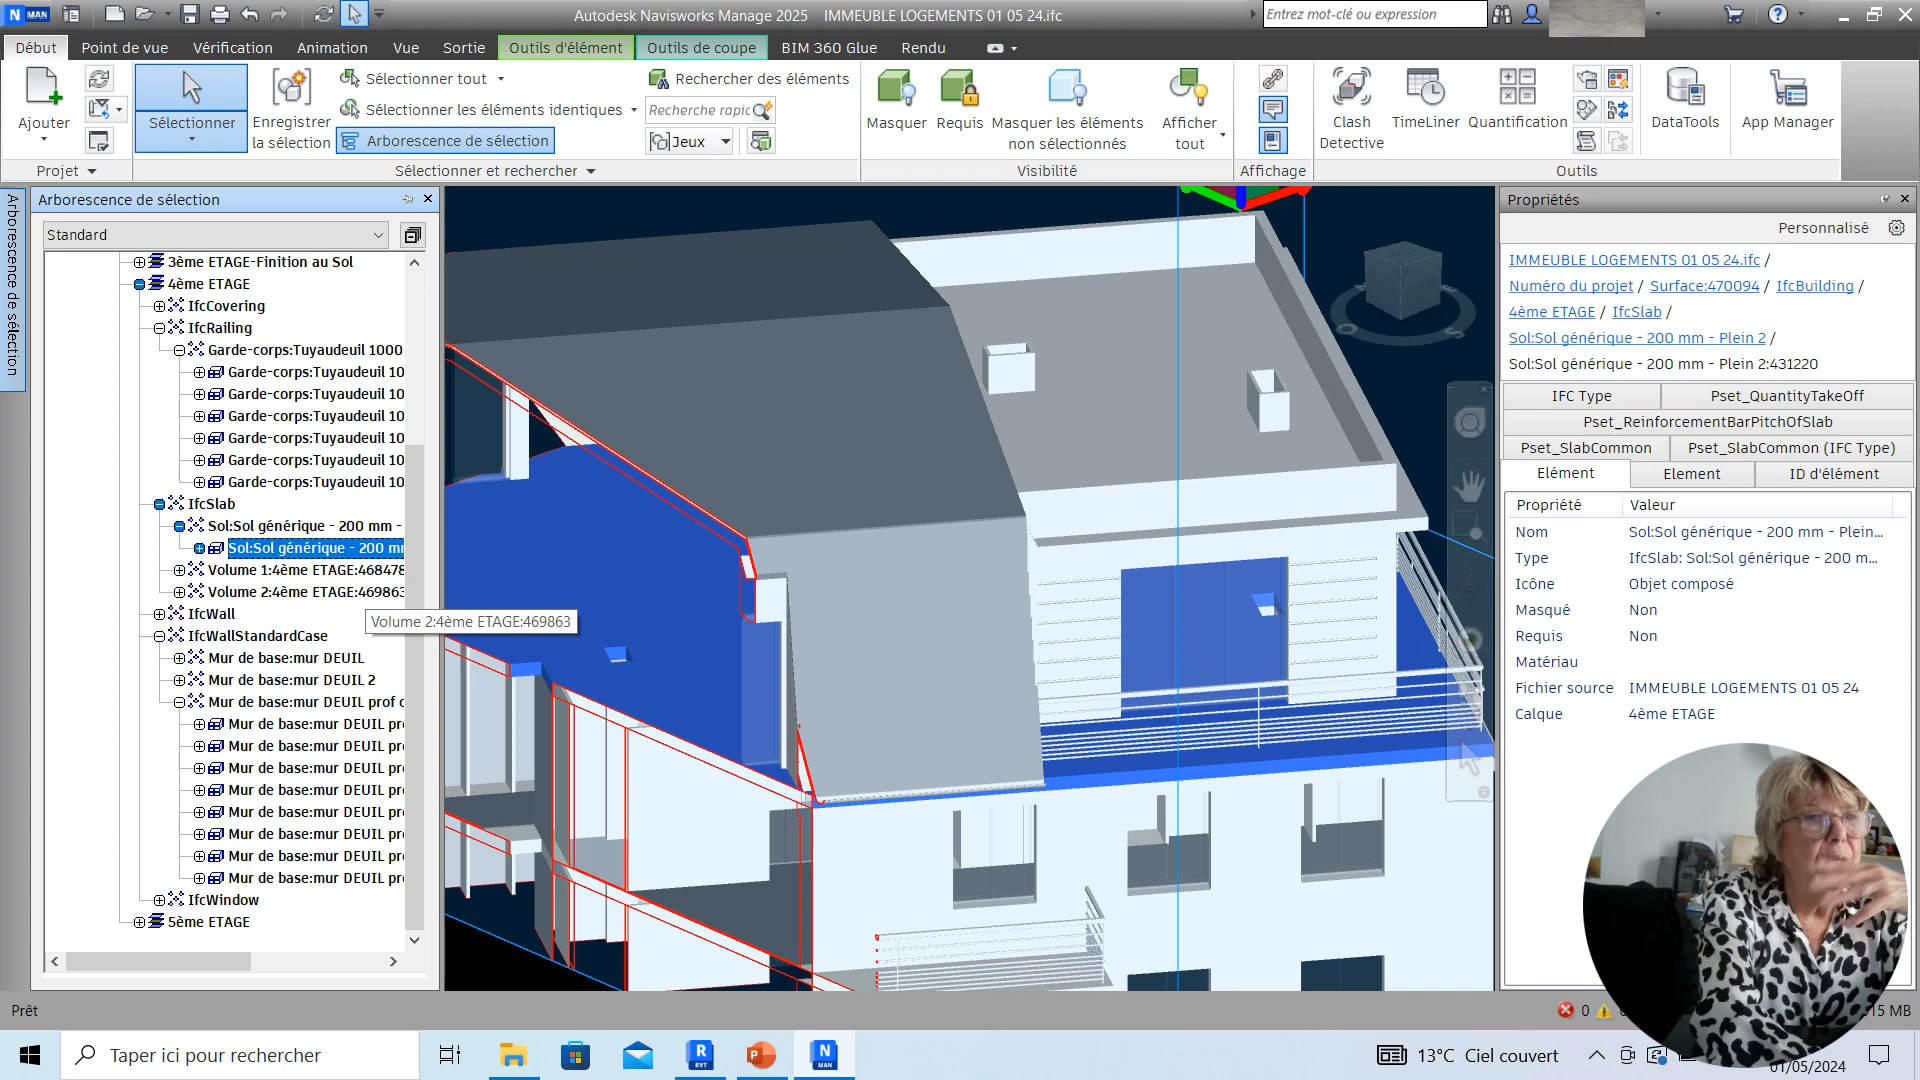 N MAN
Autodesk Navisworks Manage 2025 IMMEUBLE LOGEMENTS 01 05 24.ifc
Entrez mot-clé ou expression
Début
Point de vue
Vérification
Animation
Vue
Sortie
Outils d'élément
Outils de coupe
BIM 360 Glue
Rendu
Ajouter
Projet
Sélectionner
Enregistrer
la sélection
Sélectionner tout
Sélectionner les éléments identiques
Arborescence de sélection
Rechercher des éléments
Recherche rapid
Jeux
Sélectionner et rechercher
Masquer
Requis
Masquer les éléments
non sélectionnés
Afficher
tout
Visibilité
Affichage
Clash
Detective
TimeLiner
Quantification
DataTools
App Manager
Outils
Arborescence de sélection
Arborescence de sélection
Standard
3ème ETAGE-Finition au Sol
4ème ETAGE
IfcCovering
IfcRailing
Garde-corps:Tuyaudeuil 1000
Garde-corps:Tuyaudeuil 10
Garde-corps:Tuyaudeuil 10
Garde-corps:Tuyaudeuil 10
Garde-corps:Tuyaudeuil 10
Garde-corps:Tuyaudeuil 10
Garde-corps:Tuyaudeuil 10
IfcSlab
Sol:Sol générique - 200 mm -
Sol:Sol générique - 200 mm
Volume 1:4ème ETAGE:468478
Volume 2:4ème ETAGE:469863
IfcWall
IfcWallStandardCase
Mur de base:mur DEUIL
Mur de base:mur DEUIL 2
Mur de base:mur DEUIL prof c
Mur de base:mur DEUIL pro
Mur de base:mur DEUIL pro
Mur de base:mur DEUIL pro
Mur de base:mur DEUIL pro
Mur de base:mur DEUIL pro
Mur de base:mur DEUIL pro
Mur de base:mur DEUIL pro
Mur de base:mur DEUIL pro
IfcWindow
5ème ETAGE
Volume 2:4ème ETAGE:469863
Propriétés
Personnalisé
IMMEUBLE LOGEMENTS 01 05 24.ifc /
Numéro du projet / Surface:470094 / IfcBuilding /
4ème ETAGE / IfcSlab /
Sol:Sol générique - 200 mm - Plein 2 /
Sol:Sol générique - 200 mm - Plein 2:431220
IFC Type
Pset_QuantityTakeOff
Pset_ReinforcementBarPitchOfSlab
Pset_SlabCommon
Pset_SlabCommon (IFC Type)
Elément
Element
ID d'élément
Propriété Valeur
Nom Sol:Sol générique - 200 mm - Plein...
Type IfcSlab: Sol:Sol générique - 200 m...
Icône Objet composé
Masqué Non
Requis Non
Matériau
Fichier source IMMEUBLE LOGEMENTS 01 05 24
Calque 4ème ETAGE
Prêt
0
15 MB
Taper ici pour rechercher
13°C Ciel couvert
01/05/2024